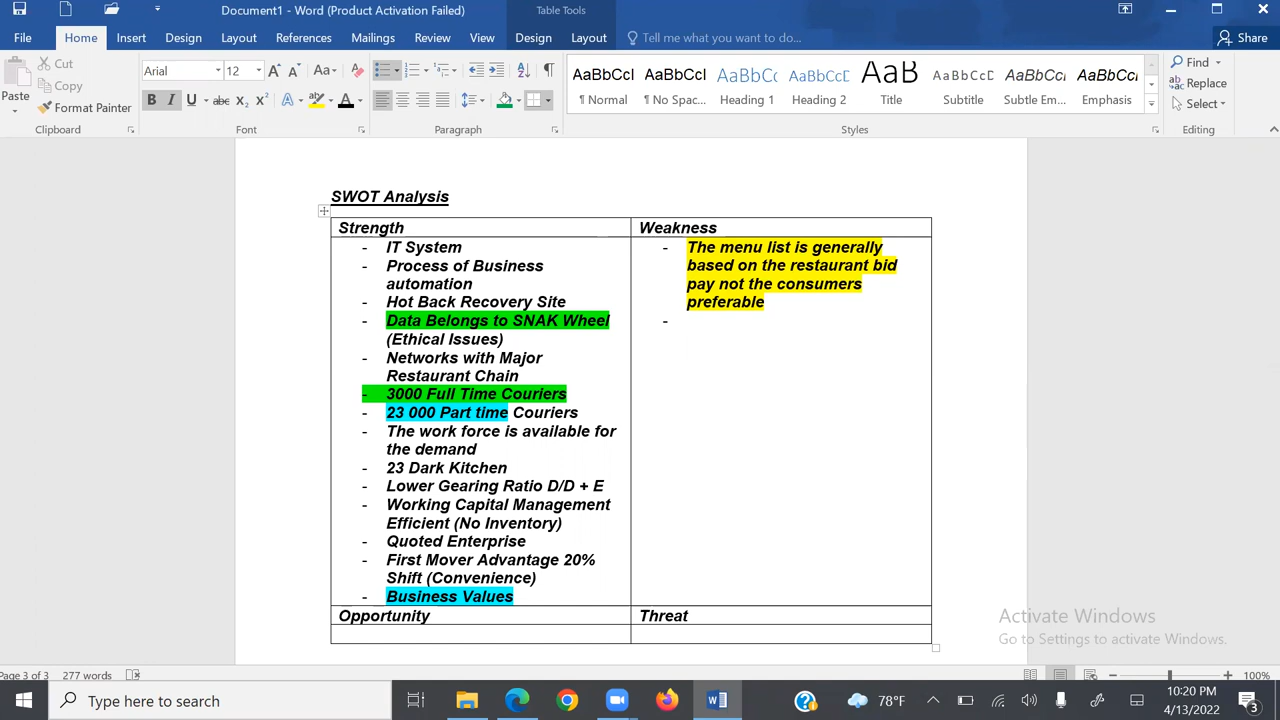 Document1 - Word (Product Activation Failed)
Table Tools
File Home Insert Design Layout References Mailings Review View Design Layout Tell me what you want to do... Share
Paste
Cut
Copy
Format Painter
Clipboard
Arial 12
Font
Paragraph
AaBbCcI AaBbCcI AaBbCc AaBbCcD AaB AaBbCcD AaBbCcD AaBbCcI
¶ Normal ¶ No Spac... Heading 1 Heading 2 Title Subtitle Subtle Em... Emphasis
Styles
Find
Replace
Select
Editing
SWOT Analysis
Strength
- IT System
- Process of Business
automation
- Hot Back Recovery Site
- Data Belongs to SNAK Wheel
(Ethical Issues)
- Networks with Major
Restaurant Chain
- 3000 Full Time Couriers
- 23 000 Part time Couriers
- The work force is available for
the demand
- 23 Dark Kitchen
- Lower Gearing Ratio D/D + E
- Working Capital Management
Efficient (No Inventory)
- Quoted Enterprise
- First Mover Advantage 20%
Shift (Convenience)
- Business Values
Weakness
- The menu list is generally
based on the restaurant bid
pay not the consumers
preferable
-
Opportunity
Threat
Activate Windows
Go to Settings to activate Windows.
Page 3 of 3 277 words
100%
Type here to search
78°F
10:20 PM
4/13/2022
3